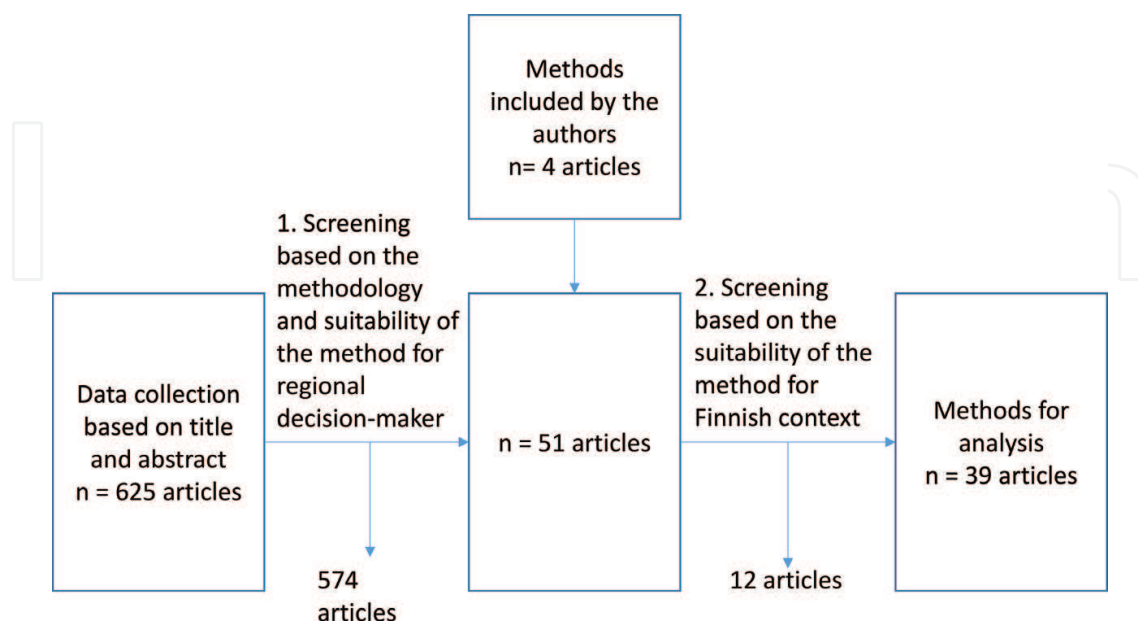 Methods
included by the
authors
n= 4 articles
1. Screening
based on the
methodology
and suitability of
the method for
regional
decision-maker
2. Screening
based on the
suitability of the
method for
Finnish context
Data collection
based on title
and abstract
n = 625 articles
n = 51 articles
Methods for
analysis
n = 39 articles
574
articles
12 articles